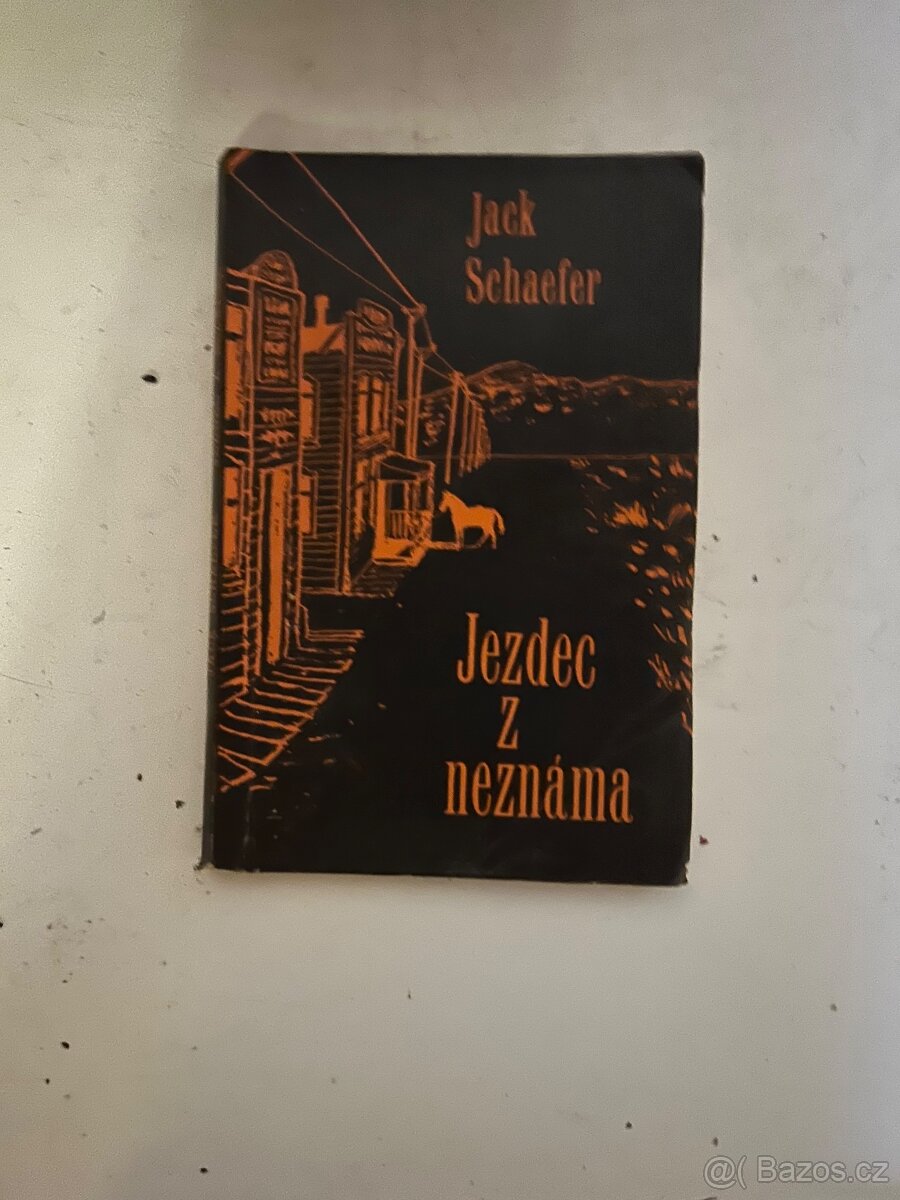 Jack
Schaefer
Jezdec
z
neznáma
@( Bazos.cz